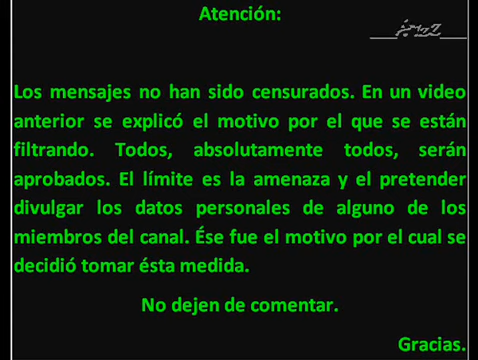 Atención:
Los mensajes no han sido censurados. En un video
anterior se explicó el motivo por el que se están
filtrando. Todos, absolutamente todos, serán
aprobados. El límite es la amenaza y el pretender
divulgar los datos personales de alguno de los
miembros del canal. Ése fue el motivo por el cual se
decidió tomar ésta medida.
No dejen de comentar.
Gracias.